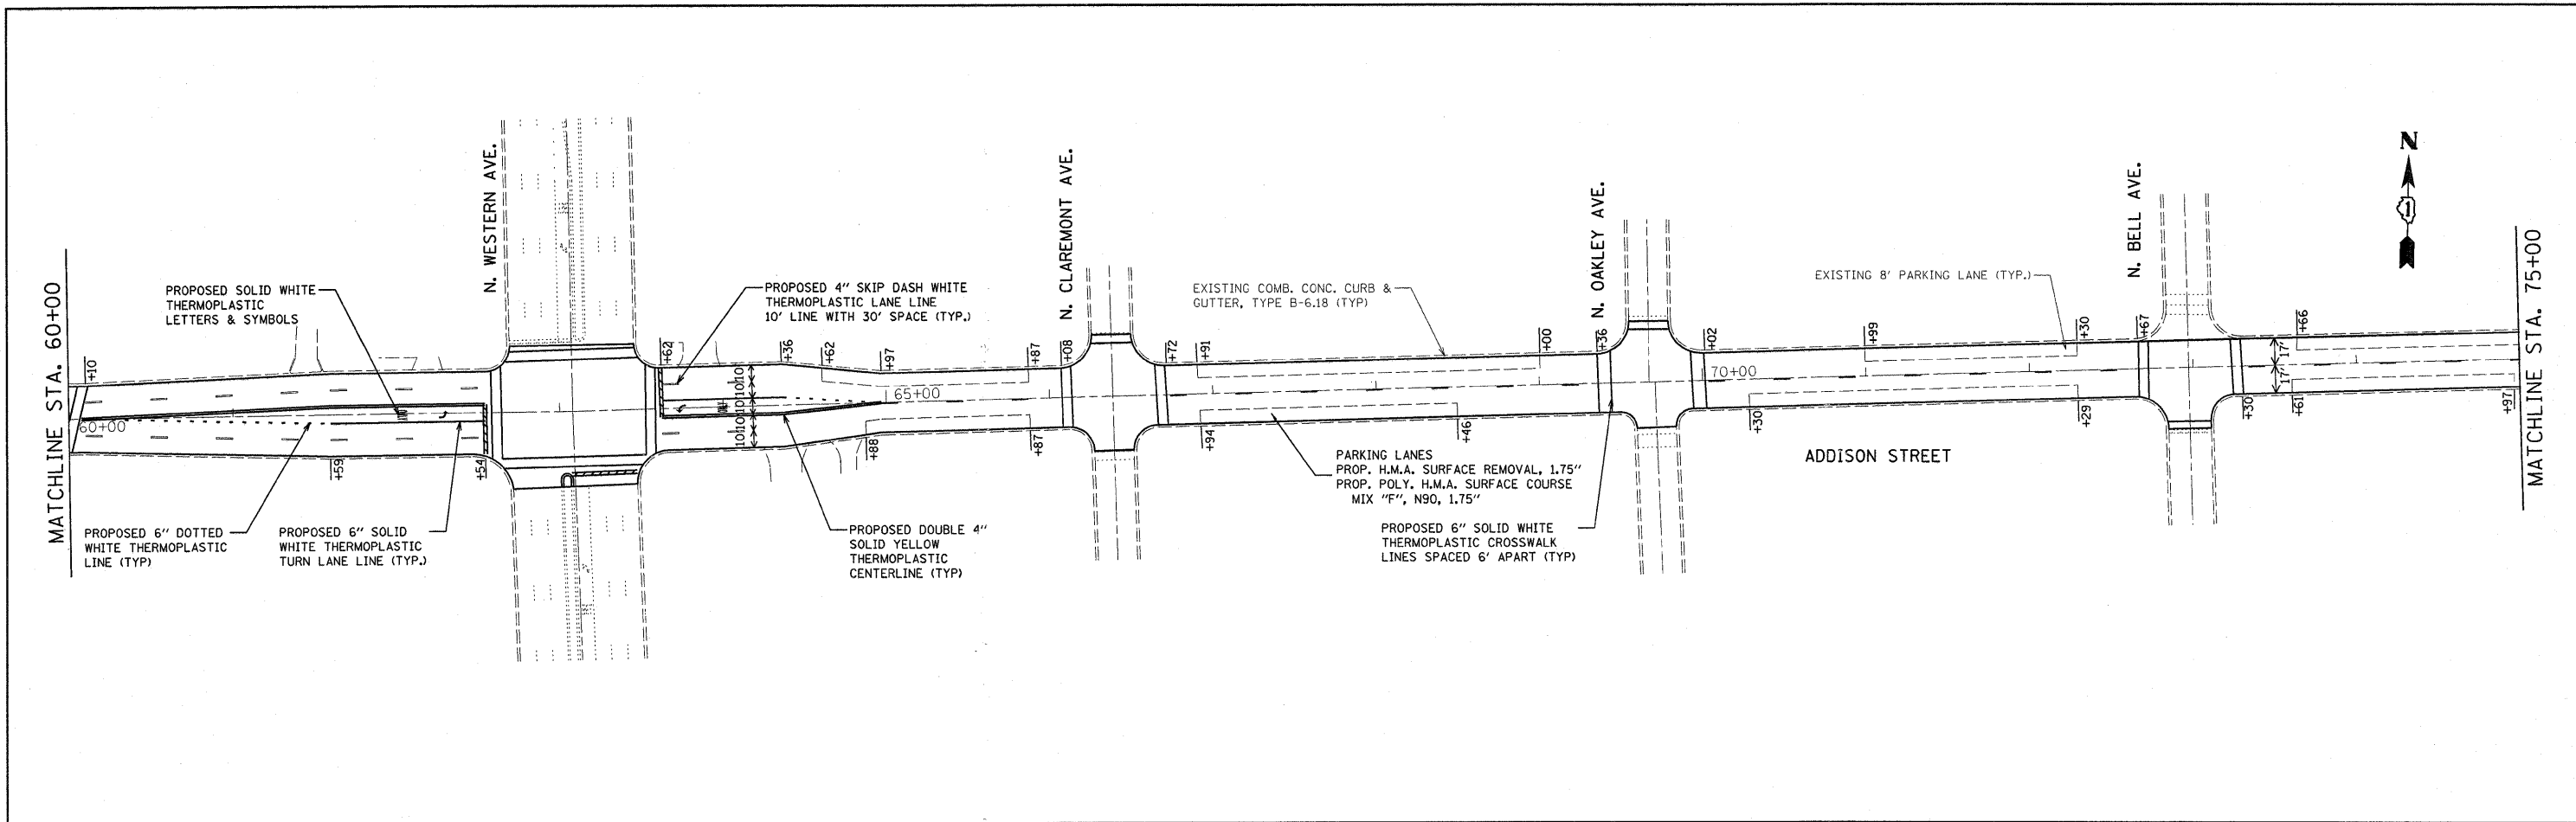 N
1
N. WESTERN AVE.
N. CLAREMONT AVE.
N. OAKLEY AVE.
N. BELL AVE.
MATCHLINE STA. 60+00
MATCHLINE STA. 75+00
PROPOSED SOLID WHITE
THERMOPLASTIC
LETTERS & SYMBOLS
PROPOSED 4" SKIP DASH WHITE
THERMOPLASTIC LANE LINE
10' LINE WITH 30' SPACE (TYP.)
EXISTING COMB. CONC. CURB &
GUTTER, TYPE B-6.18 (TYP)
EXISTING 8' PARKING LANE (TYP.)
+10
+62
+36
+62
+97
+87
+08
+72
+91
+00
+36
+02
+99
+30
+67
+66
60+00
65+00
70+00
10'
10'
10'
10'
10'
17'
17'
+59
+54
+88
+87
+94
+46
+30
+29
+30
+61
+97
PROPOSED 6" DOTTED
WHITE THERMOPLASTIC
LINE (TYP)
PROPOSED 6" SOLID
WHITE THERMOPLASTIC
TURN LANE LINE (TYP.)
PROPOSED DOUBLE 4"
SOLID YELLOW
THERMOPLASTIC
CENTERLINE (TYP)
PARKING LANES
PROP. H.M.A. SURFACE REMOVAL, 1.75"
PROP. POLY. H.M.A. SURFACE COURSE
MIX "F", N90, 1.75"
PROPOSED 6" SOLID WHITE
THERMOPLASTIC CROSSWALK
LINES SPACED 6' APART (TYP)
ADDISON STREET